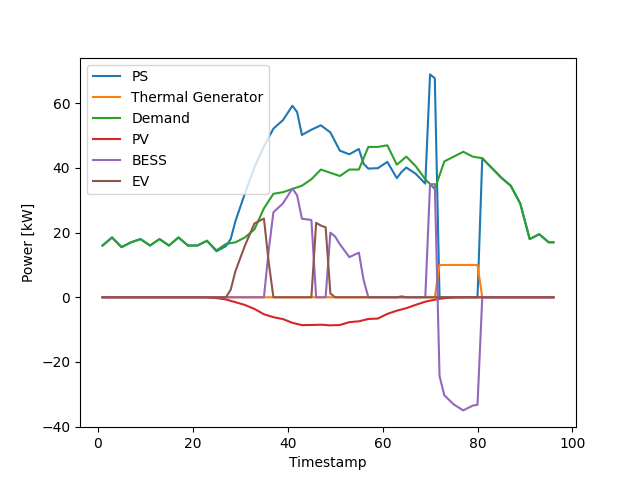 PS
Thermal Generator
Demand
PV
BESS
EV
60
40
20
0
−20
−40
Power [kW]
0 20 40 60 80 100
Timestamp